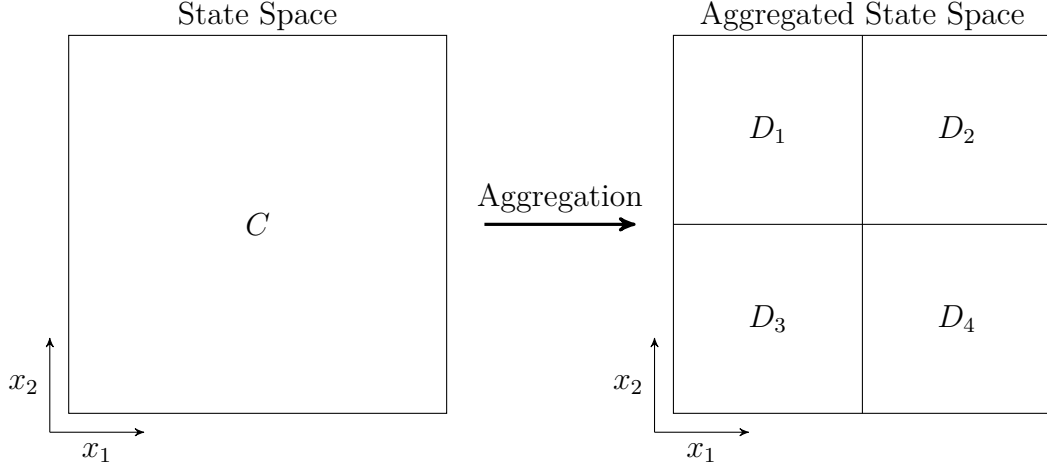 State Space
C
x₂
x₁
Aggregation
Aggregated State Space
D₁
D₂
D₃
D₄
x₂
x₁